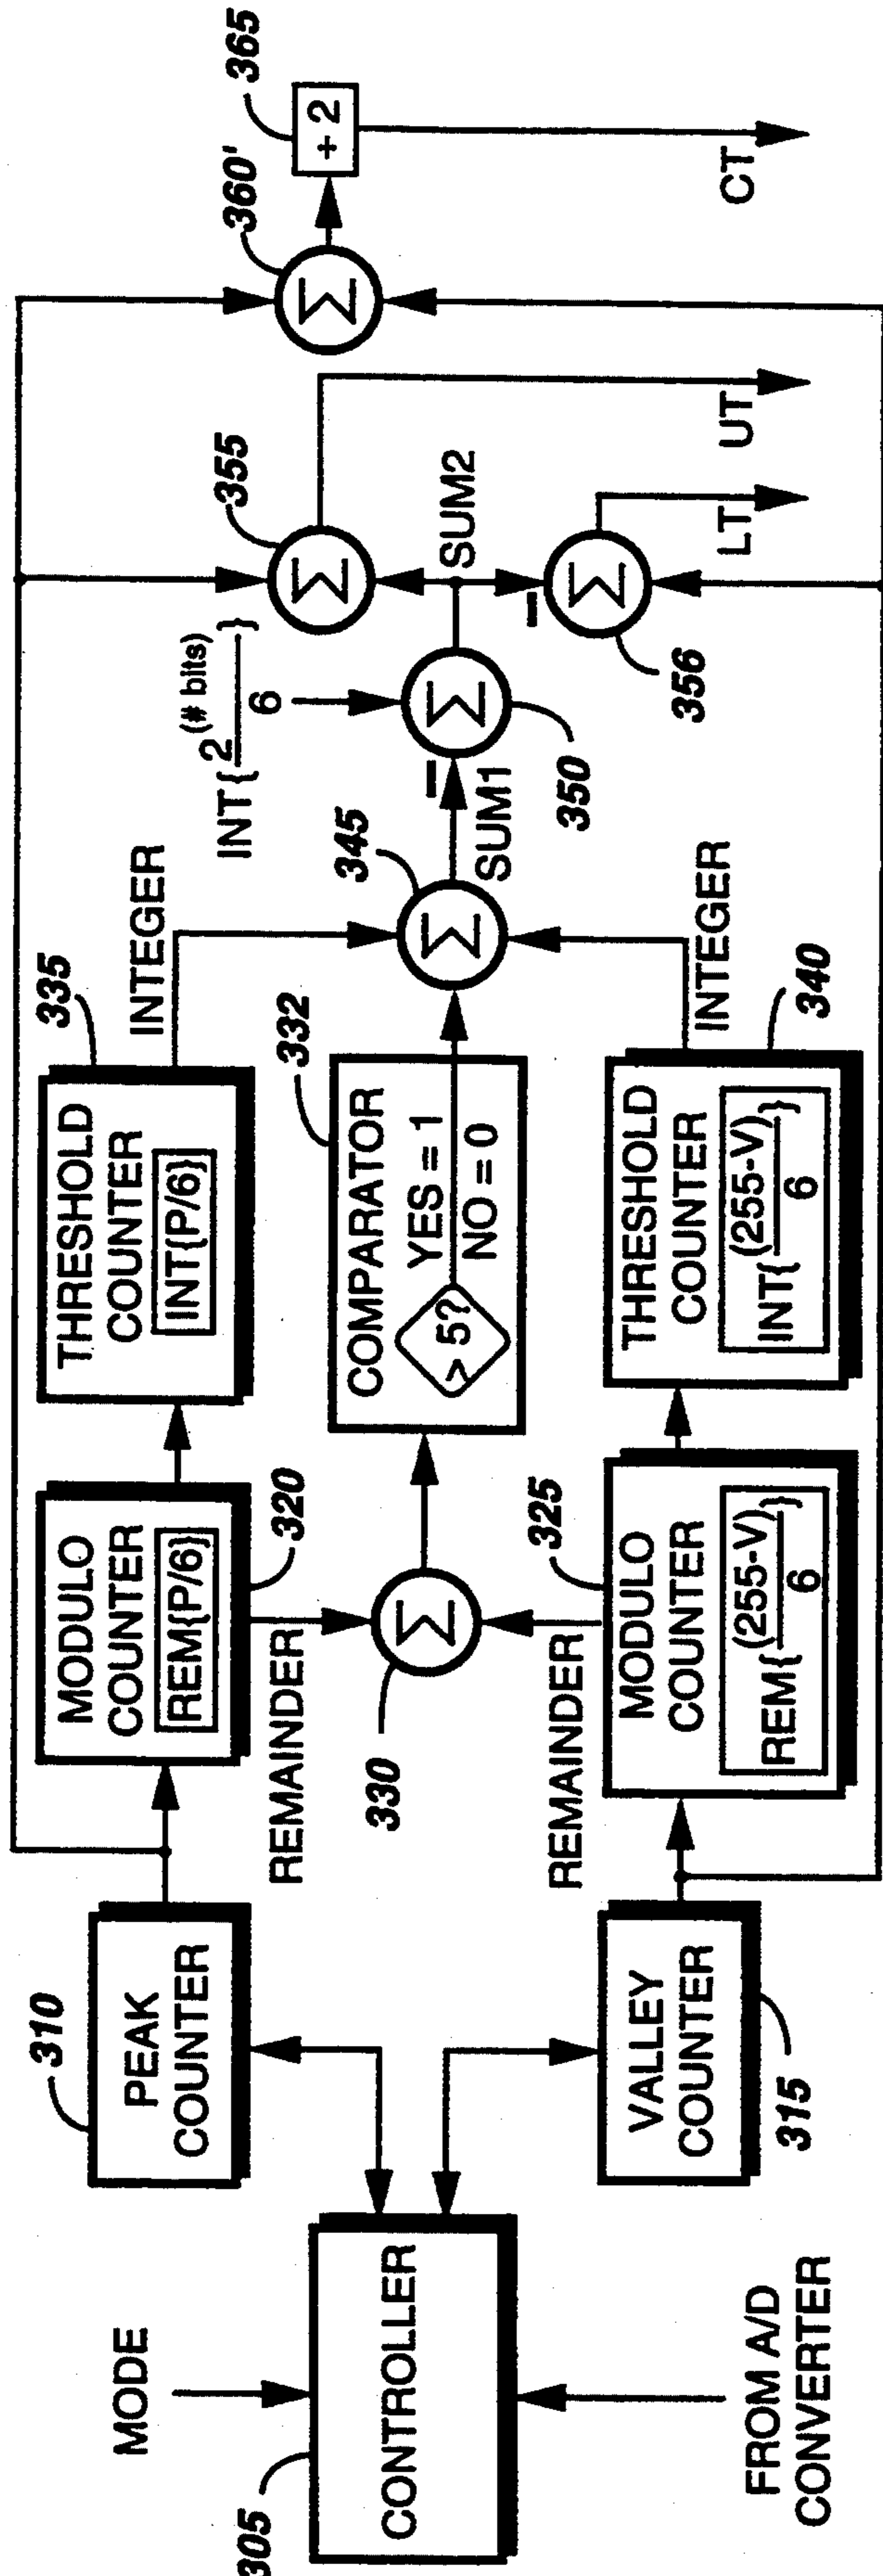 305
MODE
CONTROLLER
FROM A/D
CONVERTER
310
PEAK
COUNTER
VALLEY
COUNTER
315
MODULO
COUNTER
REM{P/6}
320
REMAINDER
330
Σ
REMAINDER
325
MODULO
COUNTER
REM{(255-V)/6}
335
THRESHOLD
COUNTER
INT{P/6}
INTEGER
332
COMPARATOR
> 5?
YES = 1
NO = 0
THRESHOLD
COUNTER
INT{(255-V)/6}
340
INTEGER
345
Σ
SUM1
INT{2(# bits)/6}
−
Σ
350
SUM2
355
Σ
−
Σ
356
LT
UT
360'
Σ
365
+ 2
CT